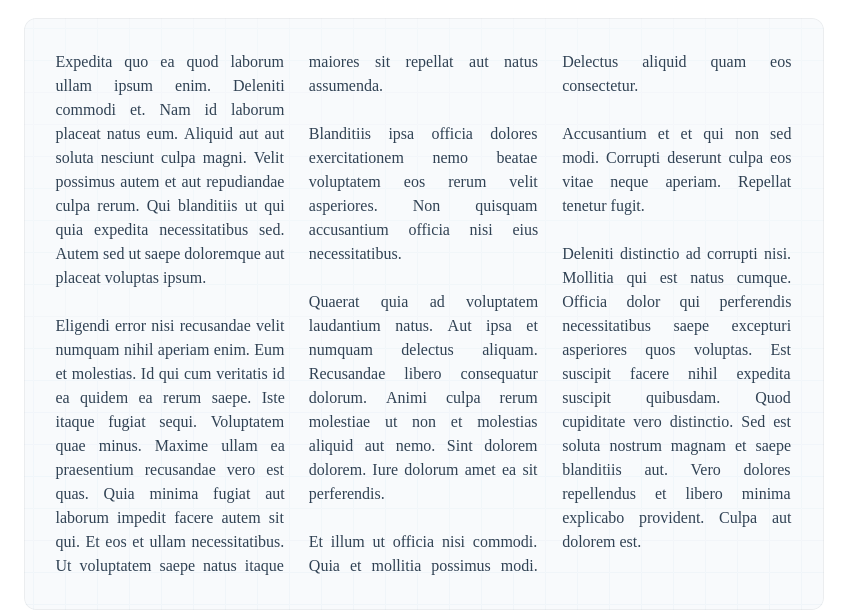 Expedita quo ea quod laborum
ullam ipsum enim. Deleniti
commodi et. Nam id laborum
placeat natus eum. Aliquid aut aut
soluta nesciunt culpa magni. Velit
possimus autem et aut repudiandae
culpa rerum. Qui blanditiis ut qui
quia expedita necessitatibus sed.
Autem sed ut saepe doloremque aut
placeat voluptas ipsum.

Eligendi error nisi recusandae velit
numquam nihil aperiam enim. Eum
et molestias. Id qui cum veritatis id
ea quidem ea rerum saepe. Iste
itaque fugiat sequi. Voluptatem
quae minus. Maxime ullam ea
praesentium recusandae vero est
quas. Quia minima fugiat aut
laborum impedit facere autem sit
qui. Et eos et ullam necessitatibus.
Ut voluptatem saepe natus itaque
maiores sit repellat aut natus
assumenda.

Blanditiis ipsa officia dolores
exercitationem nemo beatae
voluptatem eos rerum velit
asperiores. Non quisquam
accusantium officia nisi eius
necessitatibus.

Quaerat quia ad voluptatem
laudantium natus. Aut ipsa et
numquam delectus aliquam.
Recusandae libero consequatur
dolorum. Animi culpa rerum
molestiae ut non et molestias
aliquid aut nemo. Sint dolorem
dolorem. Iure dolorum amet ea sit
perferendis.

Et illum ut officia nisi commodi.
Quia et mollitia possimus modi.
Delectus aliquid quam eos
consectetur.

Accusantium et et qui non sed
modi. Corrupti deserunt culpa eos
vitae neque aperiam. Repellat
tenetur fugit.

Deleniti distinctio ad corrupti nisi.
Mollitia qui est natus cumque.
Officia dolor qui perferendis
necessitatibus saepe excepturi
asperiores quos voluptas. Est
suscipit facere nihil expedita
suscipit quibusdam. Quod
cupiditate vero distinctio. Sed est
soluta nostrum magnam et saepe
blanditiis aut. Vero dolores
repellendus et libero minima
explicabo provident. Culpa aut
dolorem est.